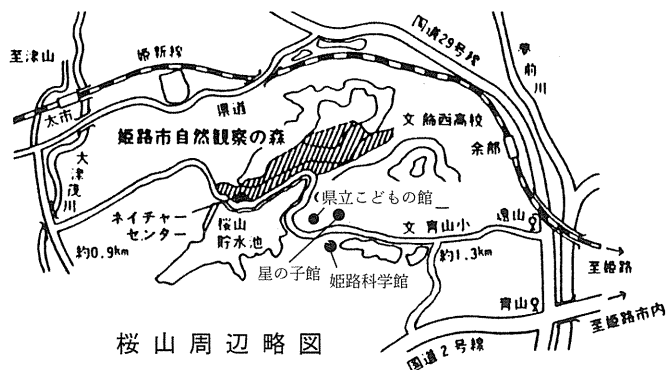 国道29号線
夢前川
至津山
姫新線
太市
県道
文 飾西高校
姫路市自然観察の森
余部
大津茂川
県立こどもの館
ネイチャー
センター
桜山
貯水池
文 青山小
約0.9km
星の子館
姫路科学館
約1.3km
至姫路
青山
至姫路市内
国道2号線
桜山周辺略図